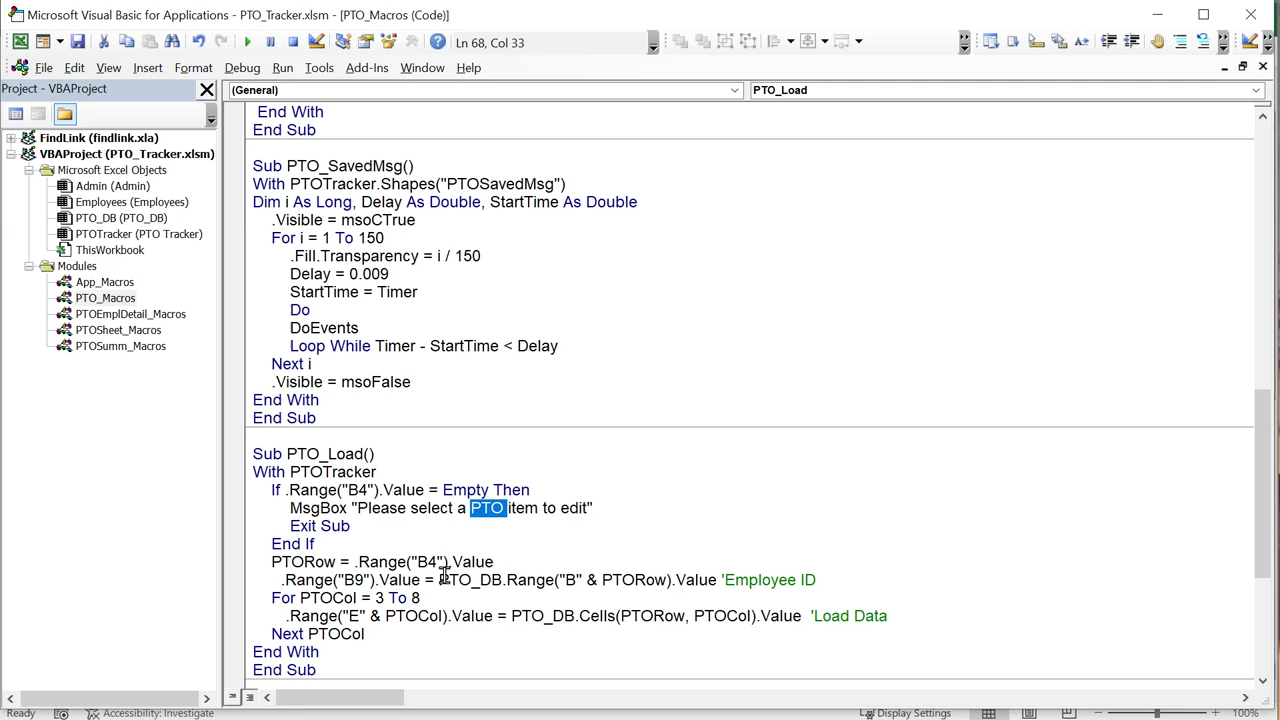 Microsoft Visual Basic for Applications - PTO_Tracker.xlsm - [PTO_Macros (Code)]
Ln 68, Col 33
File Edit View Insert Format Debug Run Tools Add-Ins Window Help
Project - VBAProject
(General)
PTO_Load
FindLink (findlink.xla)
VBAProject (PTO_Tracker.xlsm)
Microsoft Excel Objects
Admin (Admin)
Employees (Employees)
PTO_DB (PTO_DB)
PTOTracker (PTO Tracker)
ThisWorkbook
Modules
App_Macros
PTO_Macros
PTOEmplDetail_Macros
PTOSheet_Macros
PTOSumm_Macros
End With
End Sub
Sub PTO_SavedMsg()
With PTOTracker.Shapes("PTOSavedMsg")
Dim i As Long, Delay As Double, StartTime As Double
.Visible = msoCTrue
For i = 1 To 150
.Fill.Transparency = i / 150
Delay = 0.009
StartTime = Timer
Do
DoEvents
Loop While Timer - StartTime < Delay
Next i
.Visible = msoFalse
End With
End Sub
Sub PTO_Load()
With PTOTracker
If .Range("B4").Value = Empty Then
MsgBox "Please select a PTO item to edit"
Exit Sub
End If
PTORow = .Range("B4").Value
.Range("B9").Value = PTO_DB.Range("B" & PTORow).Value 'Employee ID
For PTOCol = 3 To 8
.Range("E" & PTOCol).Value = PTO_DB.Cells(PTORow, PTOCol).Value 'Load Data
Next PTOCol
End With
End Sub
Ready
Accessibility: Investigate
Display Settings
100%